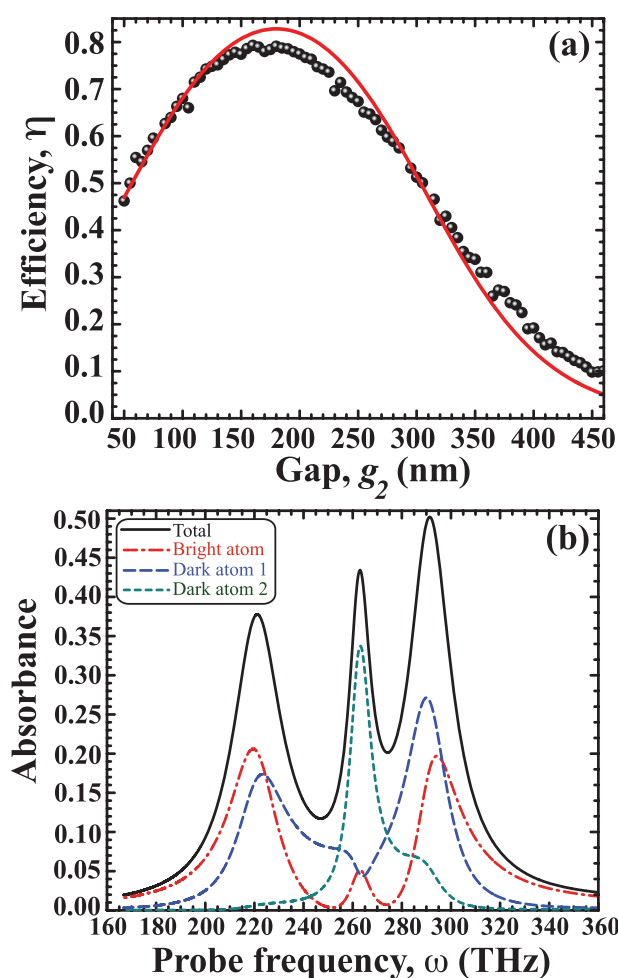 (a)
Efficiency, η
0.8
0.7
0.6
0.5
0.4
0.3
0.2
0.1
0.0
50 100 150 200 250 300 350 400 450
Gap, g2 (nm)
(b)
Total
Bright atom
Dark atom 1
Dark atom 2
Absorbance
0.50
0.45
0.40
0.35
0.30
0.25
0.20
0.15
0.10
0.05
0.00
160 180 200 220 240 260 280 300 320 340 360
Probe frequency, ω (THz)